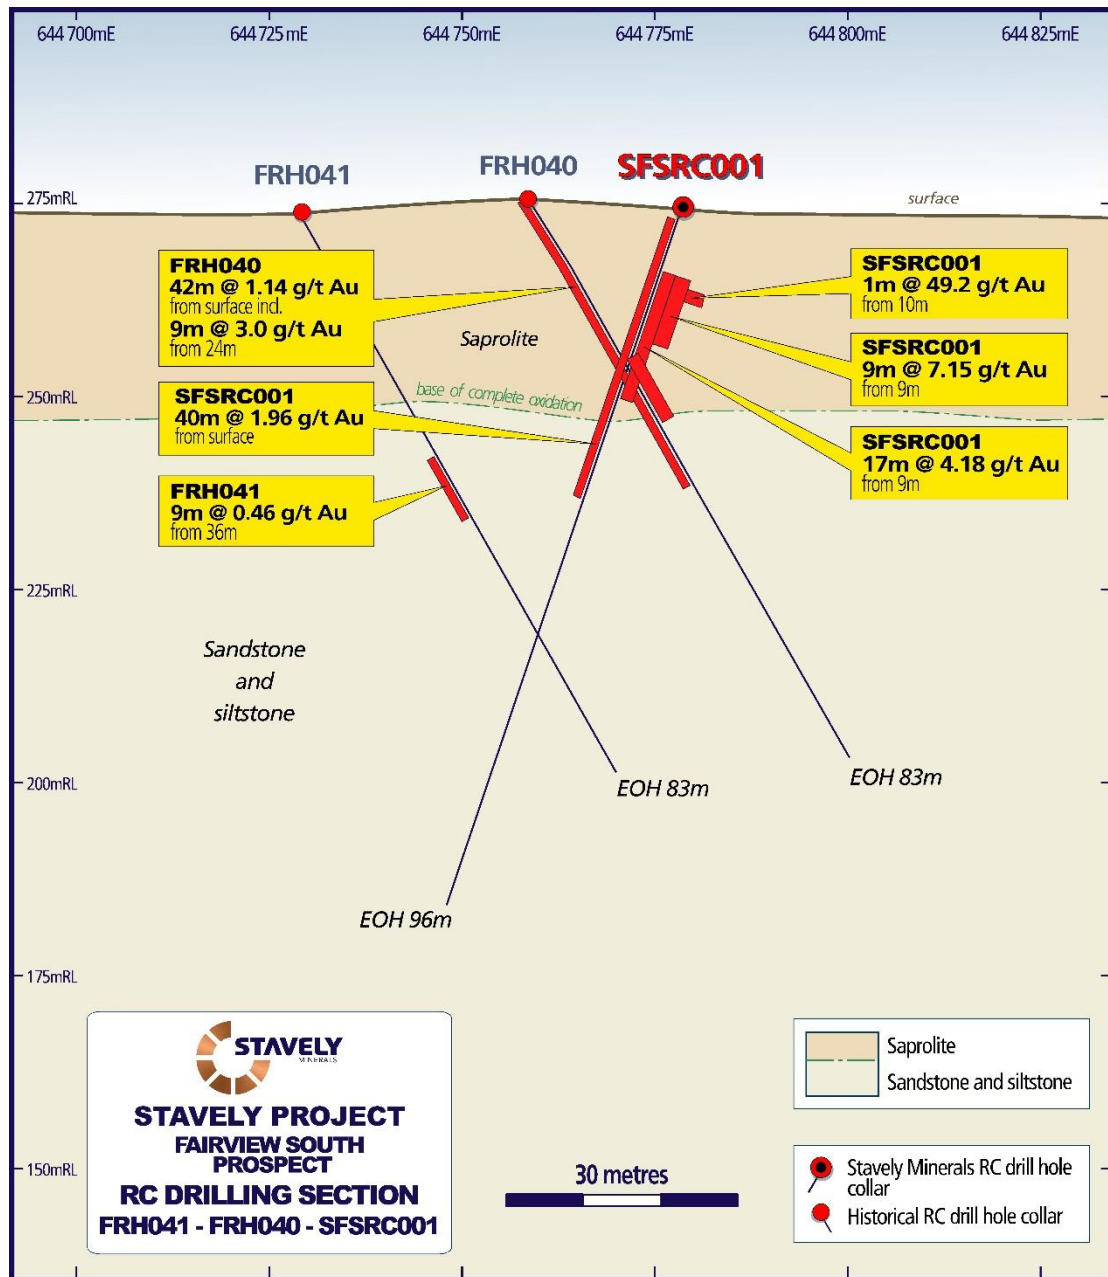 644 700mE
644 725 mE
644 750mE
644 775mE
644 800mE
644 825mE
FRH041
FRH040
SFSRC001
275mRL
surface
FRH040
42m @ 1.14 g/t Au
from surface incl.
9m @ 3.0 g/t Au
from 24m
SFSRC001
1m @ 49.2 g/t Au
from 10m
Saprolite
SFSRC001
9m @ 7.15 g/t Au
from 9m
250mRL
base of complete oxidation
SFSRC001
40m @ 1.96 g/t Au
from surface
SFSRC001
17m @ 4.18 g/t Au
from 9m
FRH041
9m @ 0.46 g/t Au
from 36m
225mRL
Sandstone
and
siltstone
200mRL
EOH 83m
EOH 83m
EOH 96m
175mRL
STAVELY
MINERALS
STAVELY PROJECT
FAIRVIEW SOUTH
PROSPECT
RC DRILLING SECTION
FRH041 - FRH040 - SFSRC001
150mRL
30 metres
Saprolite
Sandstone and siltstone
Stavely Minerals RC drill hole
collar
Historical RC drill hole collar